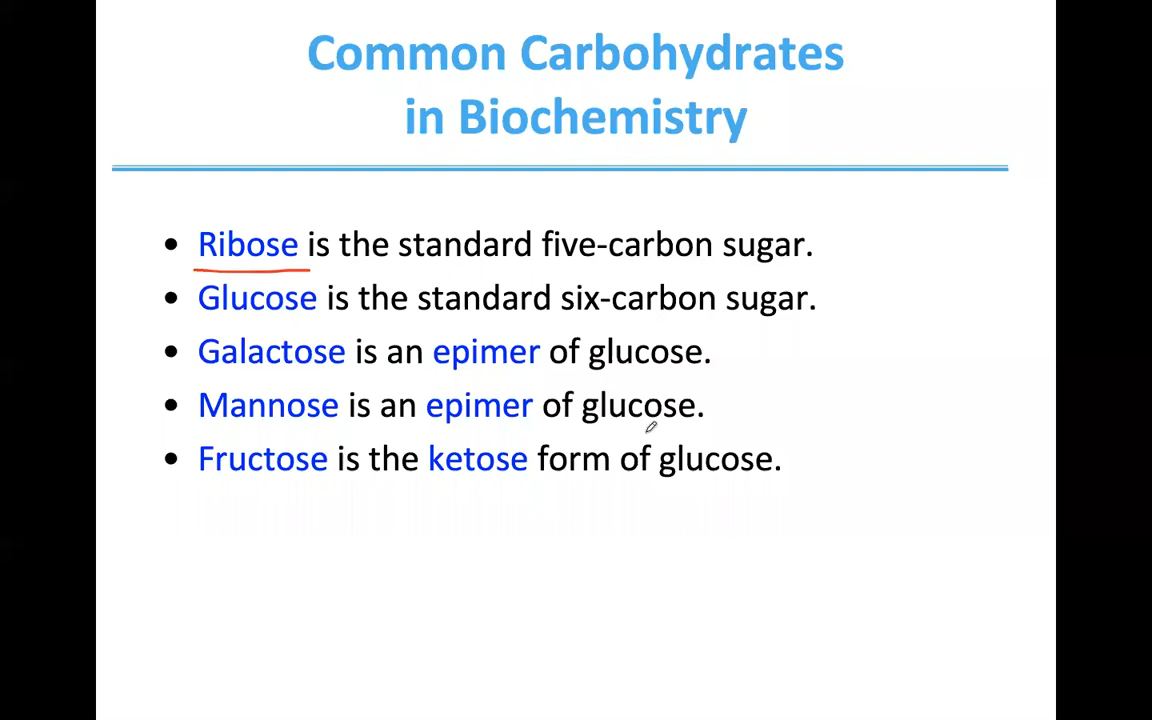 Common Carbohydrates
in Biochemistry
• Ribose is the standard five-carbon sugar.
• Glucose is the standard six-carbon sugar.
• Galactose is an epimer of glucose.
• Mannose is an epimer of glucose.
• Fructose is the ketose form of glucose.